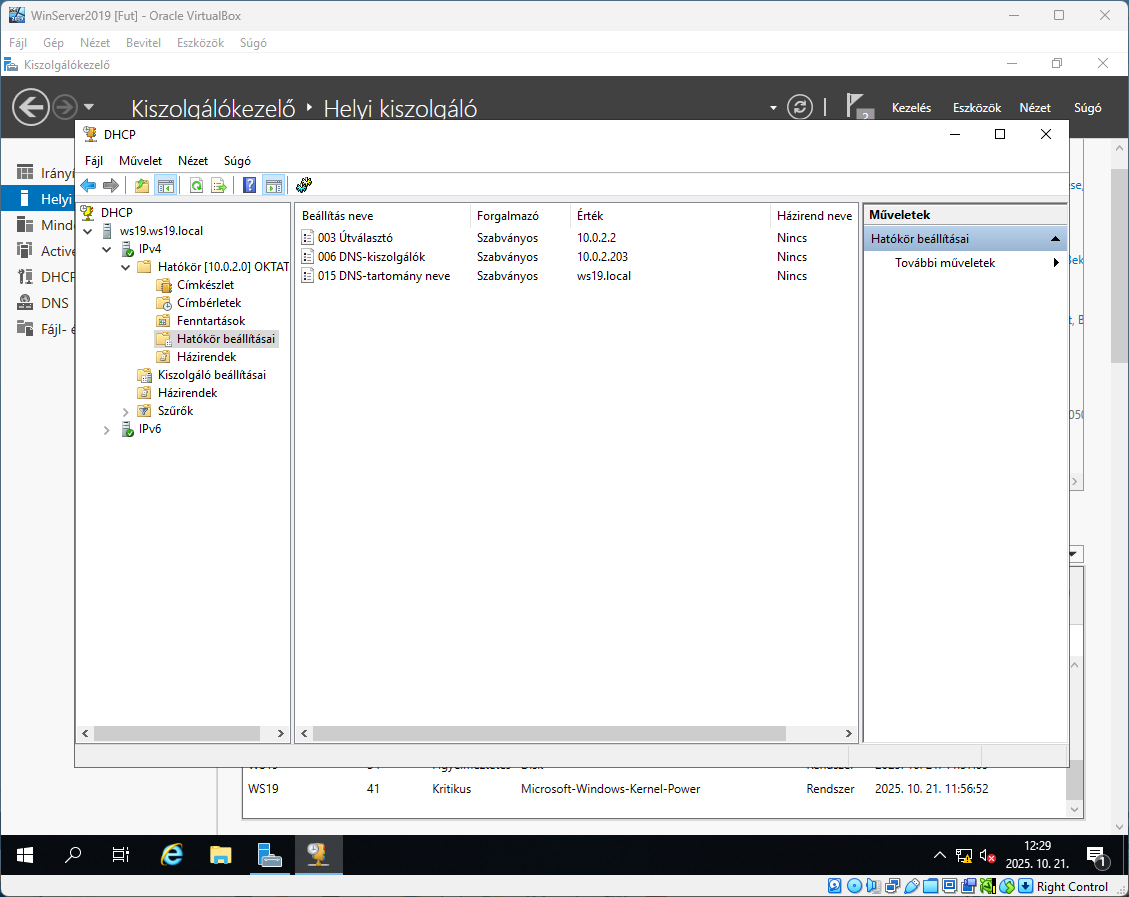 WinServer2019 [Fut] - Oracle VirtualBox
Fájl Gép Nézet Bevitel Eszközök Súgó
Kiszolgálókezelő
Kiszolgálókezelő Helyi kiszolgáló
Kezelés Eszközök Nézet Súgó
DHCP
Fájl Művelet Nézet Súgó
Helyi
DHCP
DNS
Fájl-
DHCP
ws19.ws19.local
IPv4
Hatókör [10.0.2.0] OKTAT
Címkészlet
Címbérletek
Fenntartások
Hatókör beállításai
Házirendek
Kiszolgáló beállításai
Házirendek
Szűrők
IPv6
Beállítás neve Forgalmazó Érték Házirend neve
003 Útválasztó Szabványos 10.0.2.2 Nincs
006 DNS-kiszolgálók Szabványos 10.0.2.203 Nincs
015 DNS-tartomány neve Szabványos ws19.local Nincs
Műveletek
Hatókör beállításai
További műveletek
WS19 41 Kritikus Microsoft-Windows-Kernel-Power Rendszer 2025. 10. 21. 11:56:52
12:29
2025. 10. 21.
1
Right Control